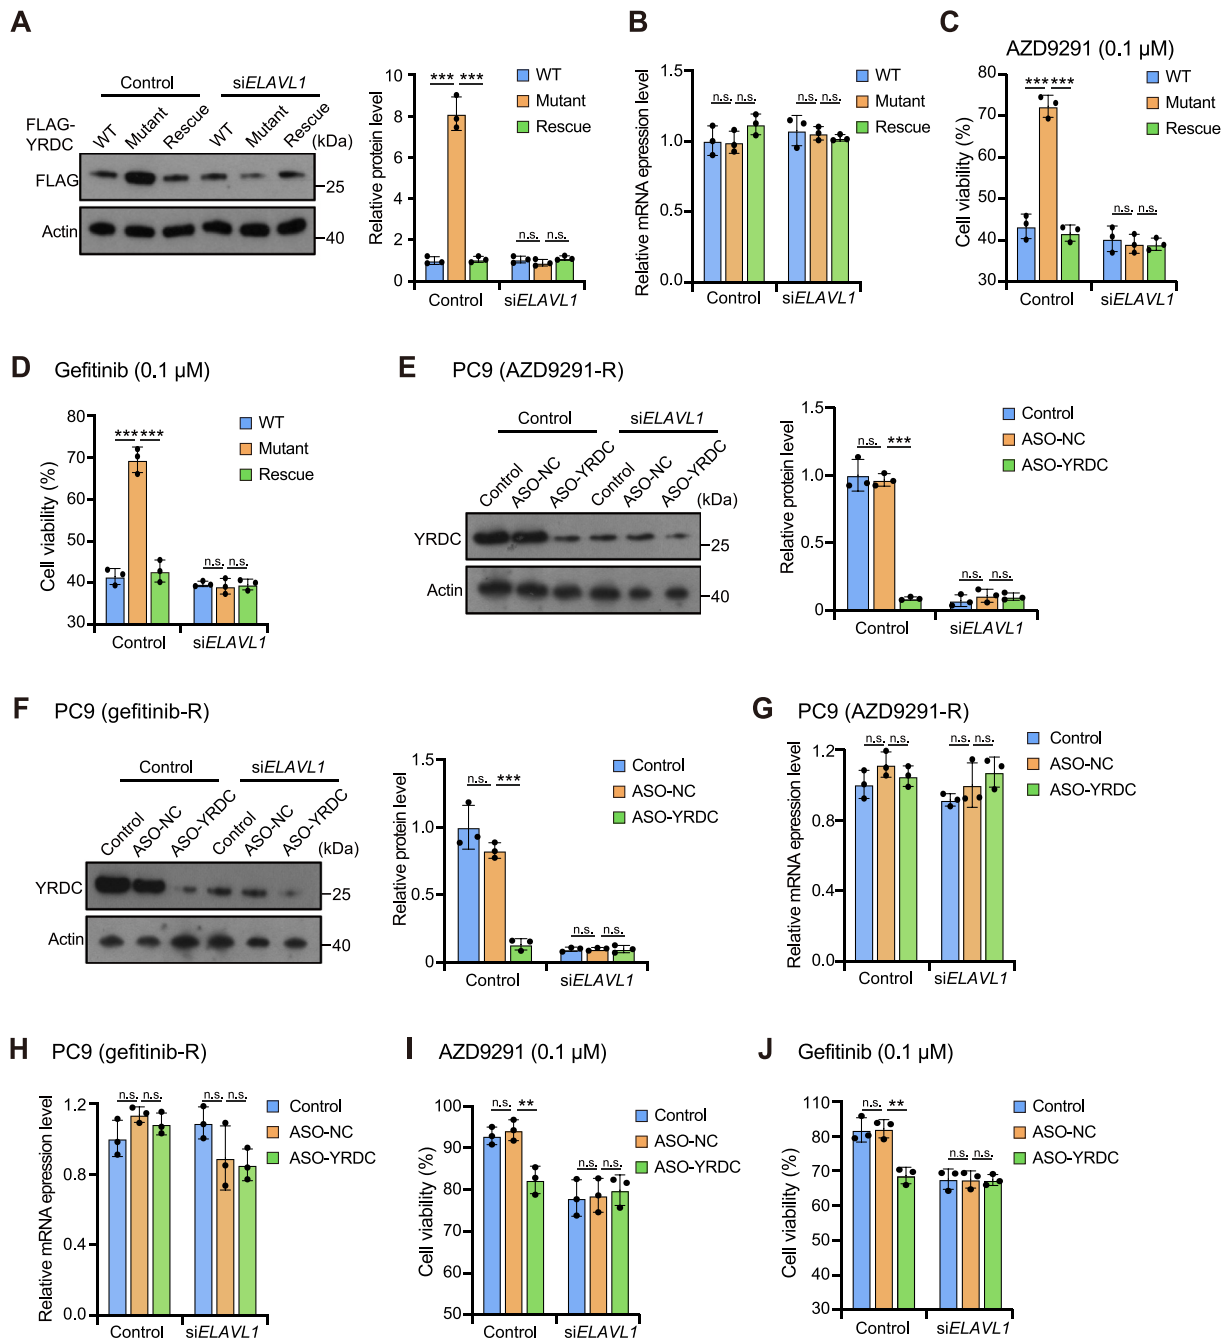 A
Control
siELAVL1
FLAG-
YRDC
WT
Mutant
Rescue
WT
Mutant
Rescue
(kDa)
FLAG
25
Actin
40
Relative protein level
10
8
6
4
2
0
***
***
n.s.
n.s.
Control
siELAVL1
WT
Mutant
Rescue
B
Relative mRNA epression level
1.5
1.0
0.5
0.0
n.s.
n.s.
n.s.
n.s.
Control
siELAVL1
WT
Mutant
Rescue
C
AZD9291 (0.1 µM)
Cell viability (%)
80
70
60
50
40
30
***
***
n.s.
n.s.
Control
siELAVL1
WT
Mutant
Rescue
D
Gefitinib (0.1 µM)
Cell viability (%)
80
70
60
50
40
30
***
***
n.s.
n.s.
Control
siELAVL1
WT
Mutant
Rescue
E
PC9 (AZD9291-R)
Control
siELAVL1
Control
ASO-NC
ASO-YRDC
Control
ASO-NC
ASO-YRDC
(kDa)
YRDC
25
Actin
40
Relative protein level
1.5
1.0
0.5
0
n.s.
***
n.s.
n.s.
Control
siELAVL1
Control
ASO-NC
ASO-YRDC
F
PC9 (gefitinib-R)
Control
siELAVL1
Control
ASO-NC
ASO-YRDC
Control
ASO-NC
ASO-YRDC
(kDa)
YRDC
25
Actin
40
Relative protein level
1.5
1.0
0.5
0
n.s.
***
n.s.
n.s.
Control
siELAVL1
Control
ASO-NC
ASO-YRDC
G
PC9 (AZD9291-R)
Relative mRNA epression level
1.2
0.8
0.4
0.0
n.s.
n.s.
n.s.
n.s.
Control
siELAVL1
Control
ASO-NC
ASO-YRDC
H
PC9 (gefitinib-R)
Relative mRNA epression level
1.2
0.8
0.4
0.0
n.s.
n.s.
n.s.
n.s.
Control
siELAVL1
Control
ASO-NC
ASO-YRDC
I
AZD9291 (0.1 µM)
Cell viability (%)
100
90
80
70
60
50
n.s.
**
n.s.
n.s.
Control
siELAVL1
Control
ASO-NC
ASO-YRDC
J
Gefitinib (0.1 µM)
Cell viability (%)
110
80
70
60
50
40
30
n.s.
**
n.s.
n.s.
Control
siELAVL1
Control
ASO-NC
ASO-YRDC